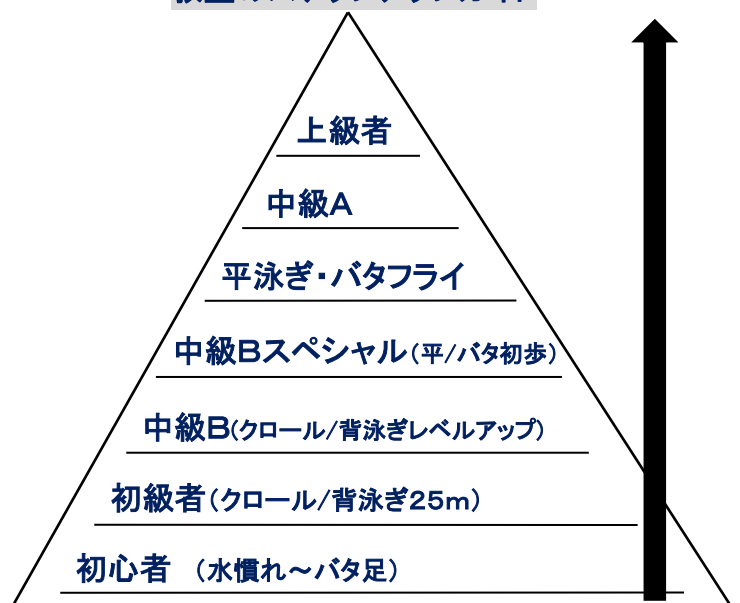 上級者
中級A
平泳ぎ・バタフライ
中級Bスペシャル(平/バタ初歩)
中級B(クロール/背泳ぎレベルアップ)
初級者(クロール/背泳ぎ25m)
初心者 (水慣れ~バタ足)